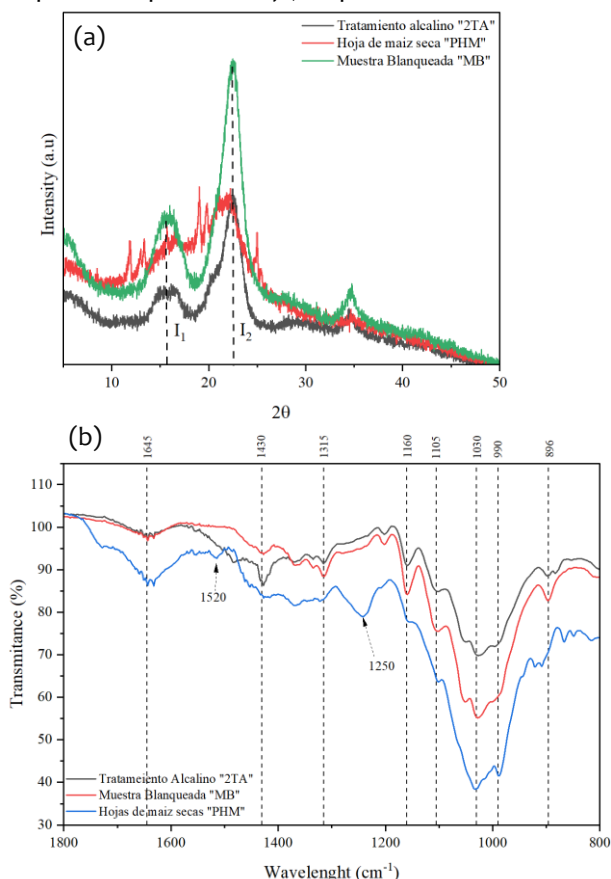 (a)
Tratamiento alcalino "2TA"
Hoja de maiz seca "PHM"
Muestra Blanqueada "MB"
Intensity (a.u)
I1
I2
10
20
30
40
50
2θ
(b)
1645
1430
1315
1160
1105
1030
990
896
110
100
90
80
70
60
50
40
30
Transmitance (%)
1520
1250
Tratameiento Alcalino "2TA"
Muestra Blanqueada "MB"
Hojas de maiz secas "PHM"
1800
1600
1400
1200
1000
800
Wavelenght (cm-1)